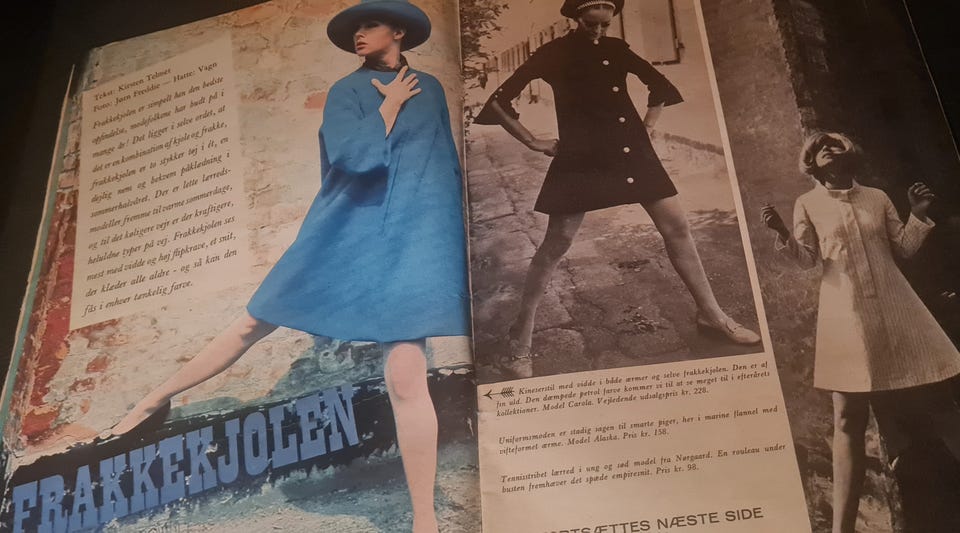 Tekst: Kirsten Telmer
Foto: Jørn Freddie — Hatte: Vagn
Frakkekjolen er simpelt hen den bedste
opfindelse, modefolkene har budt på i
mange år! Det ligger i selve ordet, at
det er en kombination af kjole og frakke,
frakkekjolen er to stykker tøj i ét, en
dejlig nem og bekvem påklædning i
sommerhalvåret. Der er lette lærreds-
modeller fremme til varme sommerdage,
og til det køligere vejr er der kraftigere,
heluldne typer på vej. Frakkekjolen ses
mest med vidde og høj flipkrave, et snit,
der klæder alle aldre - og så kan den
fås i enhver tænkelig farve.
FRAKKEKJOLEN
Kineserstil med vidde i både ærmer og selve frakkekjolen. Den er af
fin uld. Den dæmpede petrol farve kommer vi til at se meget til i efterårets
kollektioner. Model Carola. Vejledende udsalgspris kr. 228.
Uniformsmoden er stadig sagen til smarte piger, her i marine flannel med
vifteformet ærme. Model Alaska. Pris kr. 158.
Tennisstribet lærred i ung og sød model fra Nørgaard. En rouleau under
busten fremhæver det spæde empiresnit. Pris kr. 98.
FORTSÆTTES NÆSTE SIDE